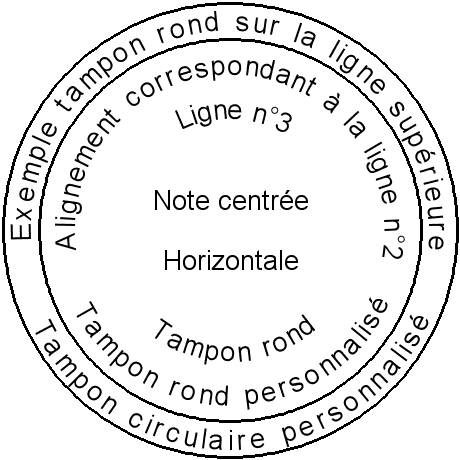 Exemple tampon rond sur la ligne supérieure
Alignement correspondant à la ligne n°2
Ligne n°3
Note centrée
Horizontale
Tampon rond
Tampon rond personnalisé
Tampon circulaire personnalisé